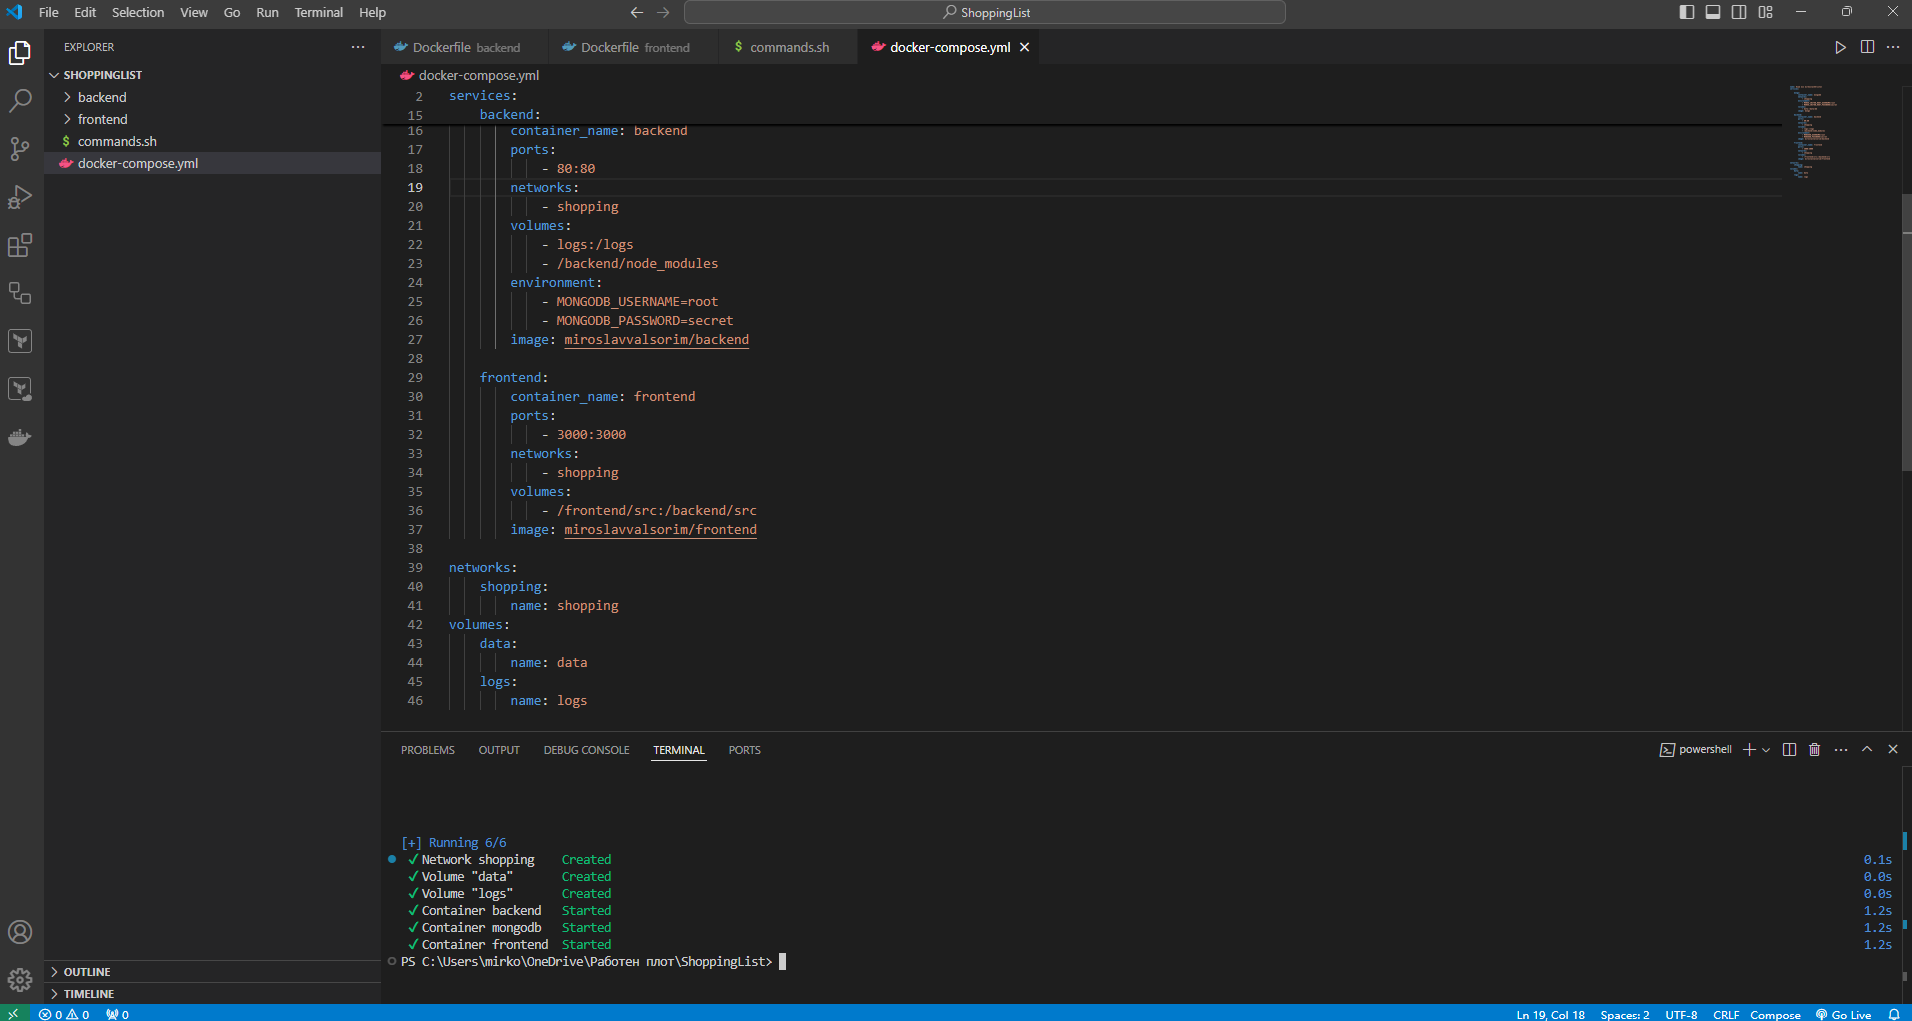 File Edit Selection View Go Run Terminal Help
ShoppingList
EXPLORER
SHOPPINGLIST
backend
frontend
$ commands.sh
docker-compose.yml
OUTLINE
TIMELINE
Dockerfile backend
Dockerfile frontend
$ commands.sh
docker-compose.yml
docker-compose.yml
2 services:
15 backend:
16 container_name: backend
17 ports:
18 - 80:80
19 networks:
20 - shopping
21 volumes:
22 - logs:/logs
23 - /backend/node_modules
24 environment:
25 - MONGODB_USERNAME=root
26 - MONGODB_PASSWORD=secret
27 image: miroslavvalsorim/backend
28
29 frontend:
30 container_name: frontend
31 ports:
32 - 3000:3000
33 networks:
34 - shopping
35 volumes:
36 - /frontend/src:/backend/src
37 image: miroslavvalsorim/frontend
38
39 networks:
40 shopping:
41 name: shopping
42 volumes:
43 data:
44 name: data
45 logs:
46 name: logs
PROBLEMS OUTPUT DEBUG CONSOLE TERMINAL PORTS
powershell
[+] Running 6/6
✓Network shopping Created 0.1s
✓Volume "data" Created 0.0s
✓Volume "logs" Created 0.0s
✓Container backend Started 1.2s
✓Container mongodb Started 1.2s
✓Container frontend Started 1.2s
PS C:\Users\mirko\OneDrive\Работен плот\ShoppingList>
0 0 0
Ln 19, Col 18 Spaces: 2 UTF-8 CRLF Compose Go Live